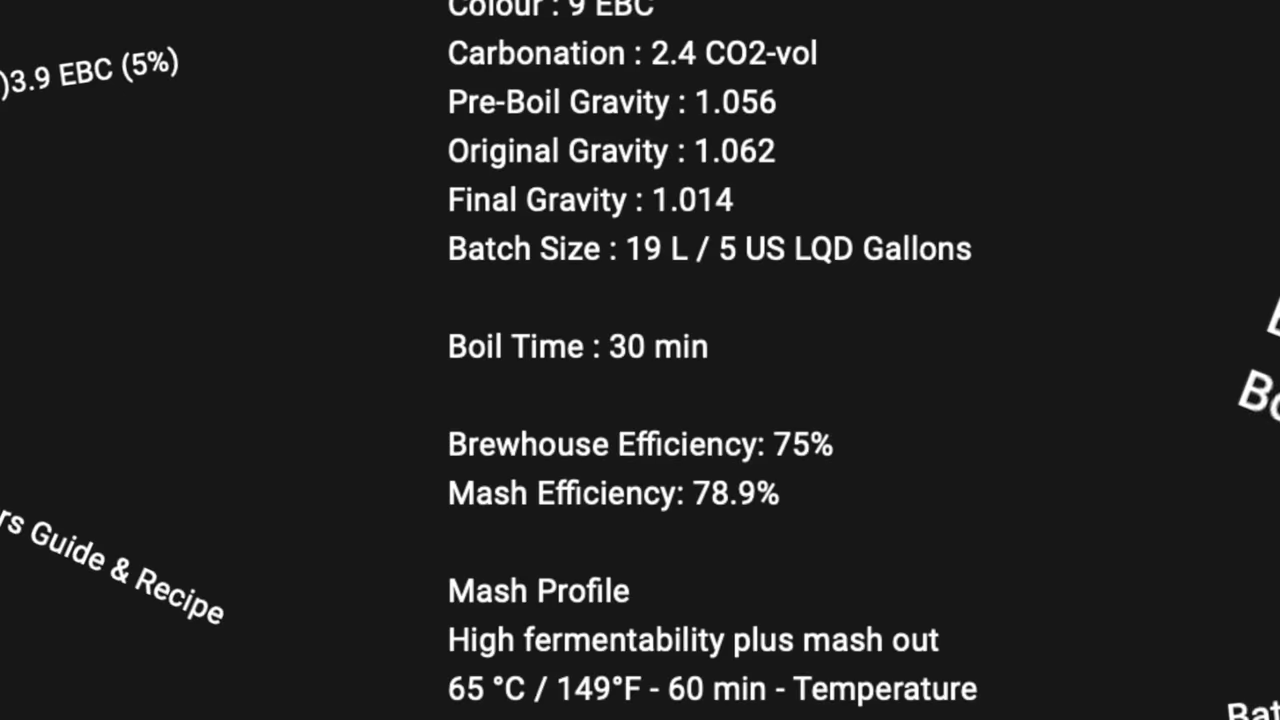 Colour : 9 EBC
)3.9 EBC (5%)
Carbonation : 2.4 CO2-vol
Pre-Boil Gravity : 1.056
Original Gravity : 1.062
Final Gravity : 1.014
Batch Size : 19 L / 5 US LQD Gallons
Boil Time : 30 min
Brewhouse Efficiency: 75%
Mash Efficiency: 78.9%
rs Guide & Recipe
Mash Profile
High fermentability plus mash out
65 °C / 149°F - 60 min - Temperature